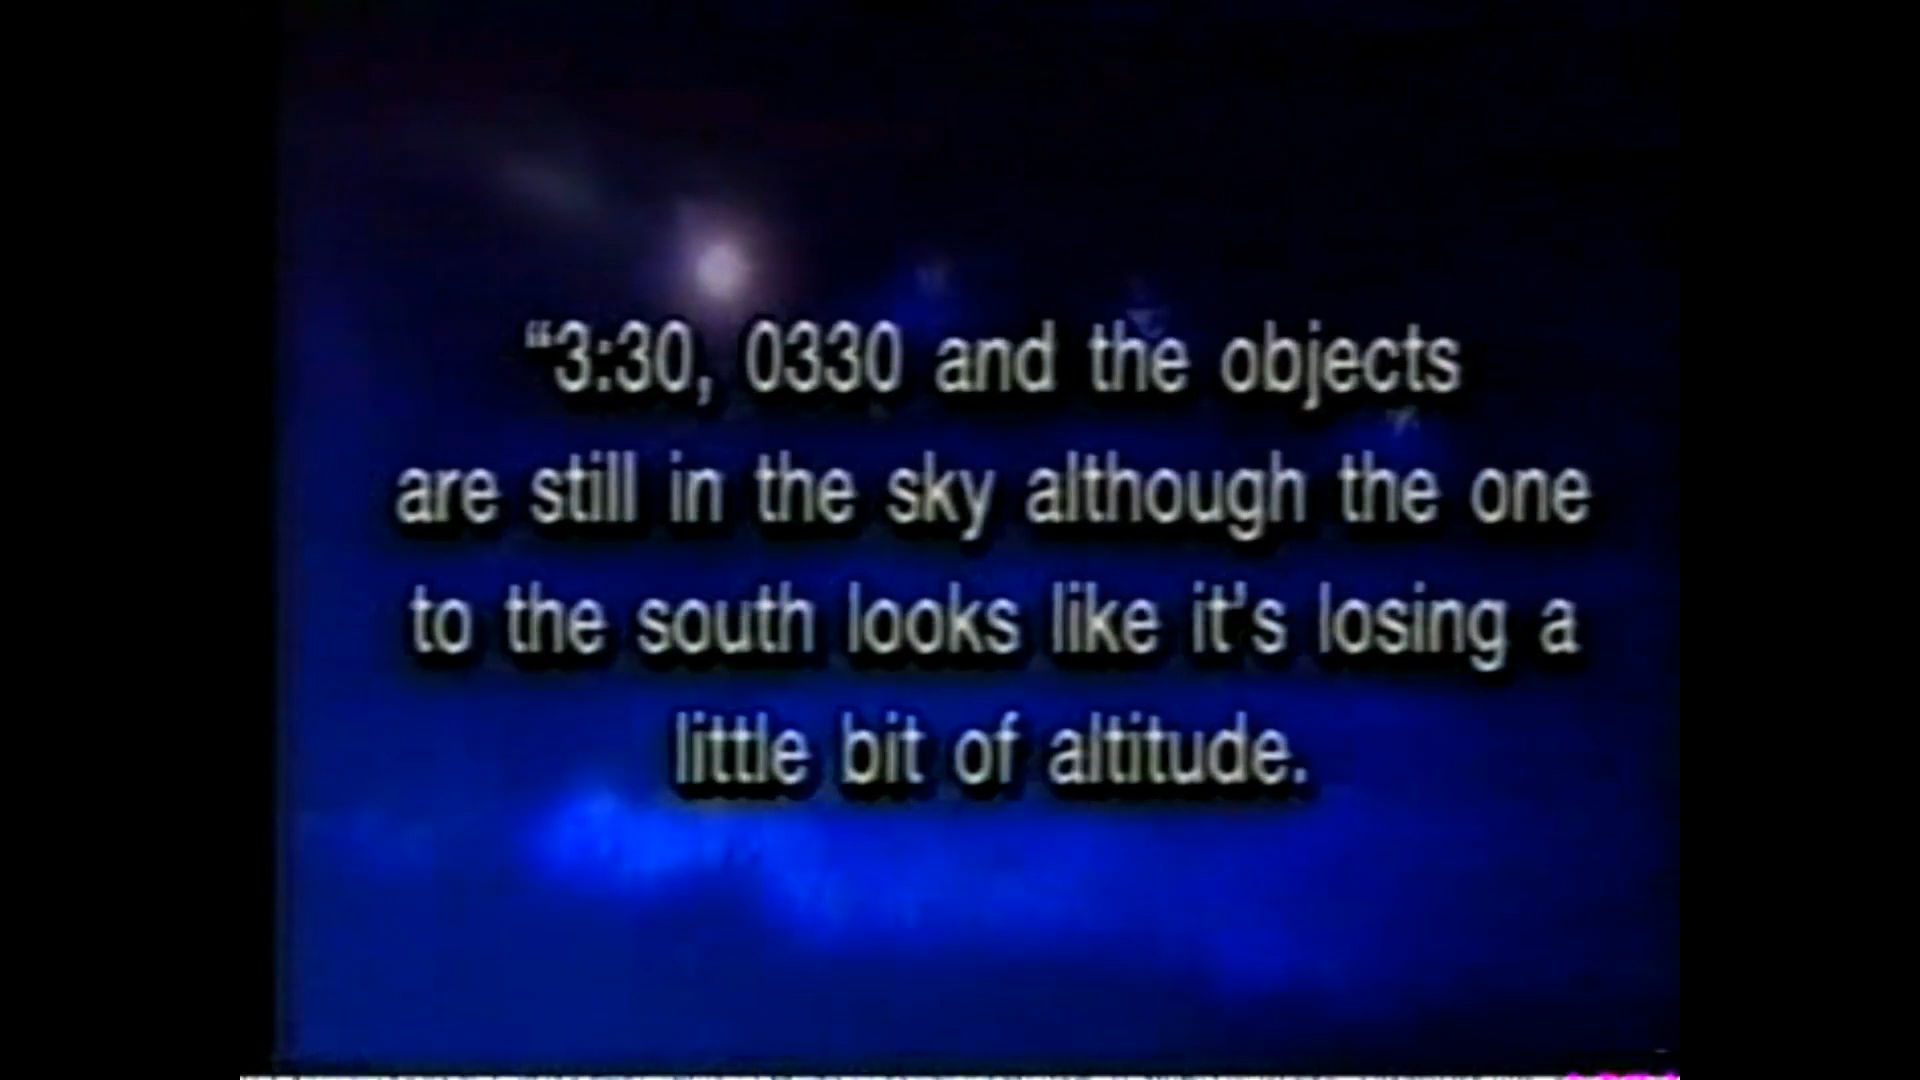 “3:30, 0330 and the objects
are still in the sky although the one
to the south looks like it's losing a
little bit of altitude.